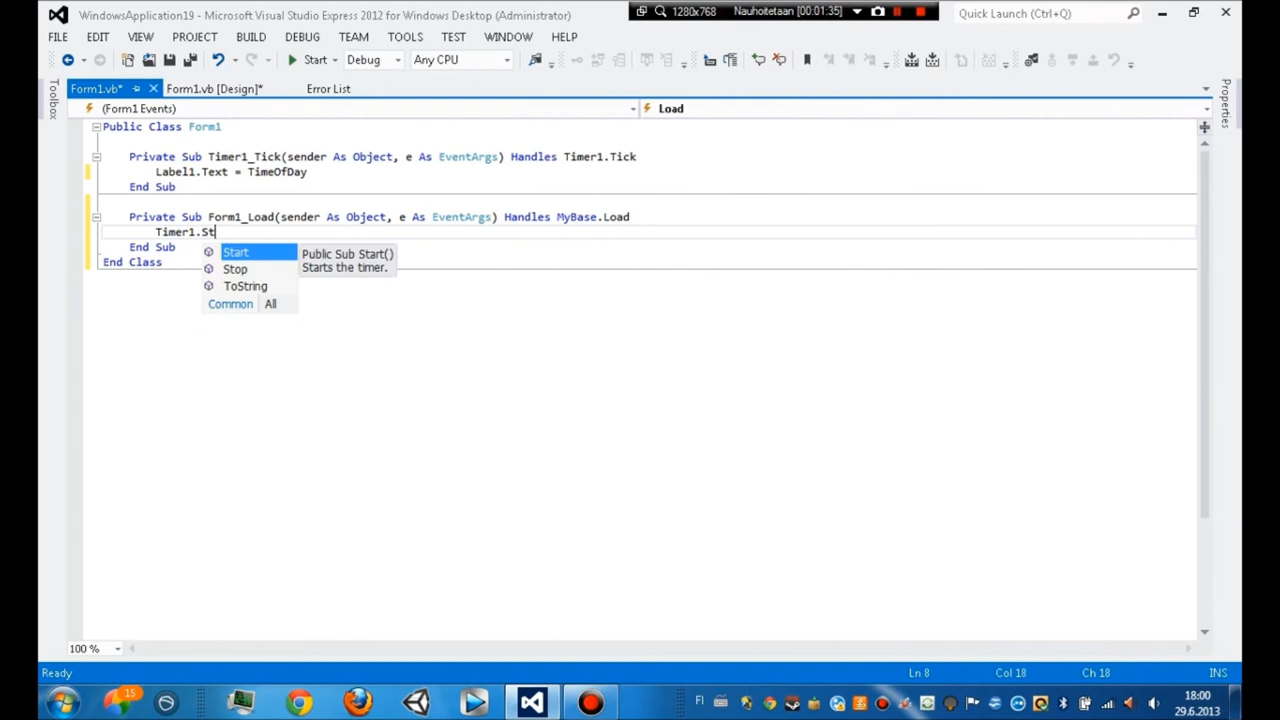 WindowsApplication19 - Microsoft Visual Studio Express 2012 for Windows Desktop (Administrator)
1280x768
Nauhoitetaan [00:01:35]
Quick Launch (Ctrl+Q)
FILE EDIT VIEW PROJECT BUILD DEBUG TEAM TOOLS TEST WINDOW HELP
Start Debug Any CPU
Form1.vb* Form1.vb [Design]* Error List
Toolbox
Properties
(Form1 Events) Load
Public Class Form1
Private Sub Timer1_Tick(sender As Object, e As EventArgs) Handles Timer1.Tick
Label1.Text = TimeOfDay
End Sub
Private Sub Form1_Load(sender As Object, e As EventArgs) Handles MyBase.Load
Timer1.St
End Sub
End Class
Start
Stop
ToString
Common All
Public Sub Start()
Starts the timer.
100 %
Ready Ln 8 Col 18 Ch 18 INS
15
FI
18:00
29.6.2013